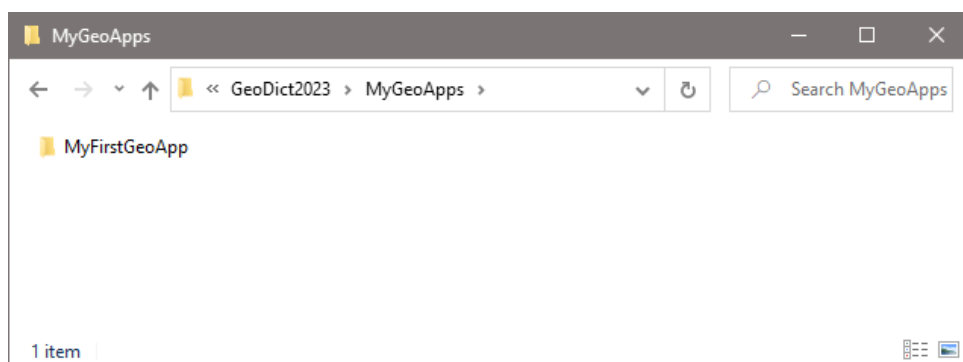 MyGeoApps
« GeoDict2023 › MyGeoApps › Search MyGeoApps
MyFirstGeoApp
1 item